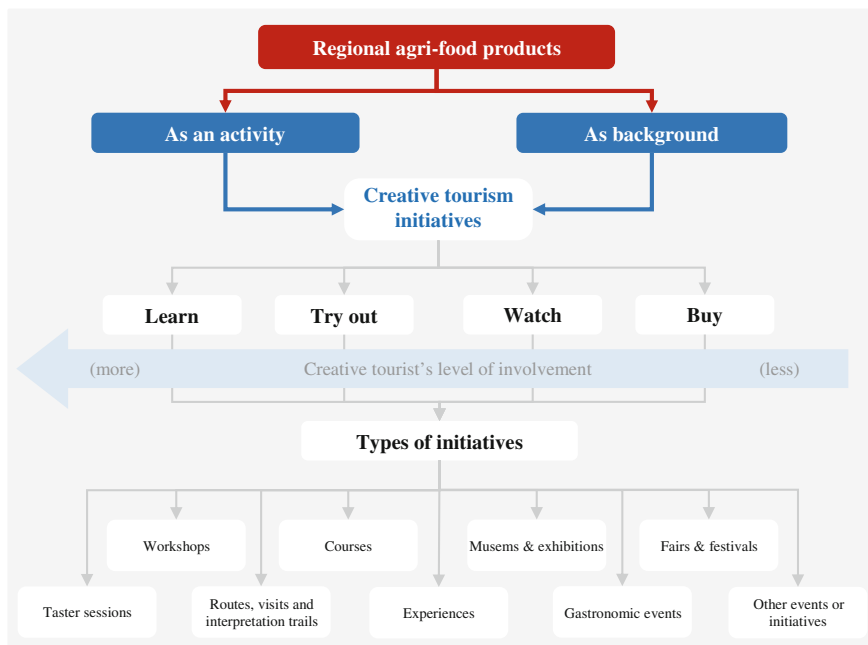 Regional agri-food products
As an activity
As background
Creative tourism
initiatives
Learn
Try out
Watch
Buy
(more)
Creative tourist's level of involvement
(less)
Types of initiatives
Workshops
Courses
Musems & exhibitions
Fairs & festivals
Taster sessions
Routes, visits and
interpretation trails
Experiences
Gastronomic events
Other events or
initiatives